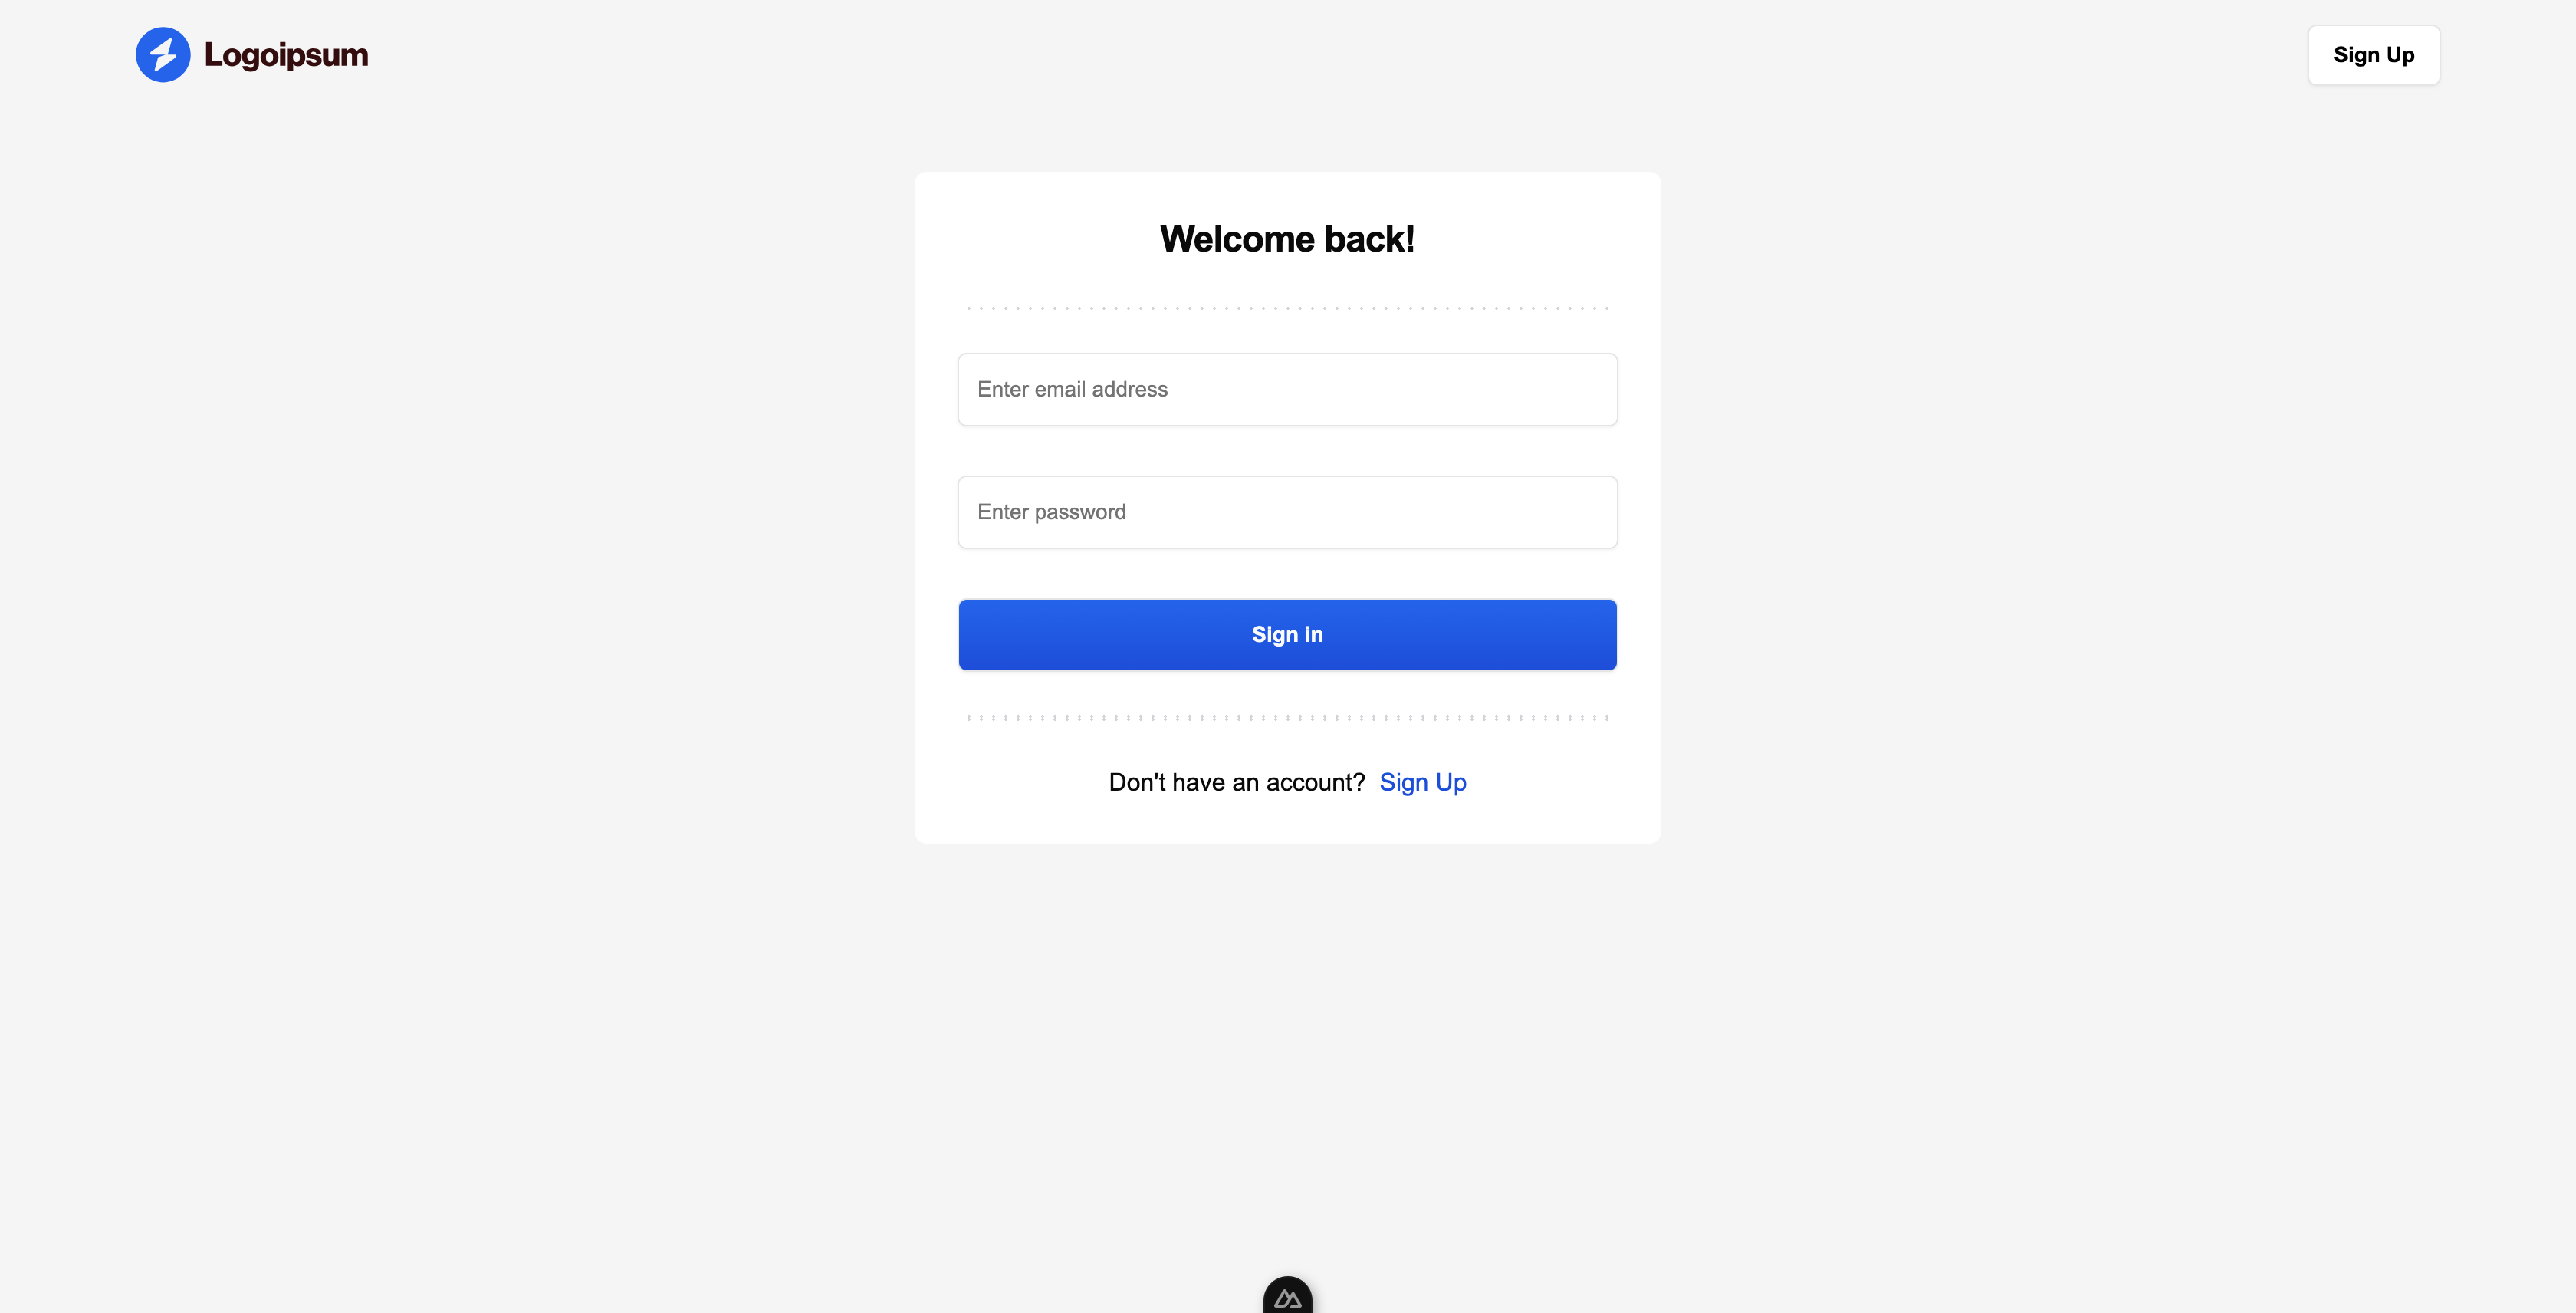 Logoipsum
Sign Up
Welcome back!
Enter email address
Enter password
Sign in
Don't have an account? Sign Up